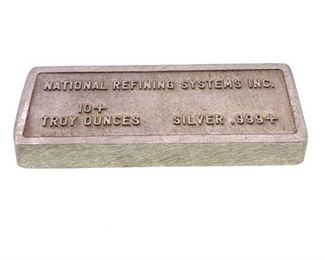 NATIONAL REFINING SYSTEMS INC.
10+
TROY OUNCES SILVER .999+